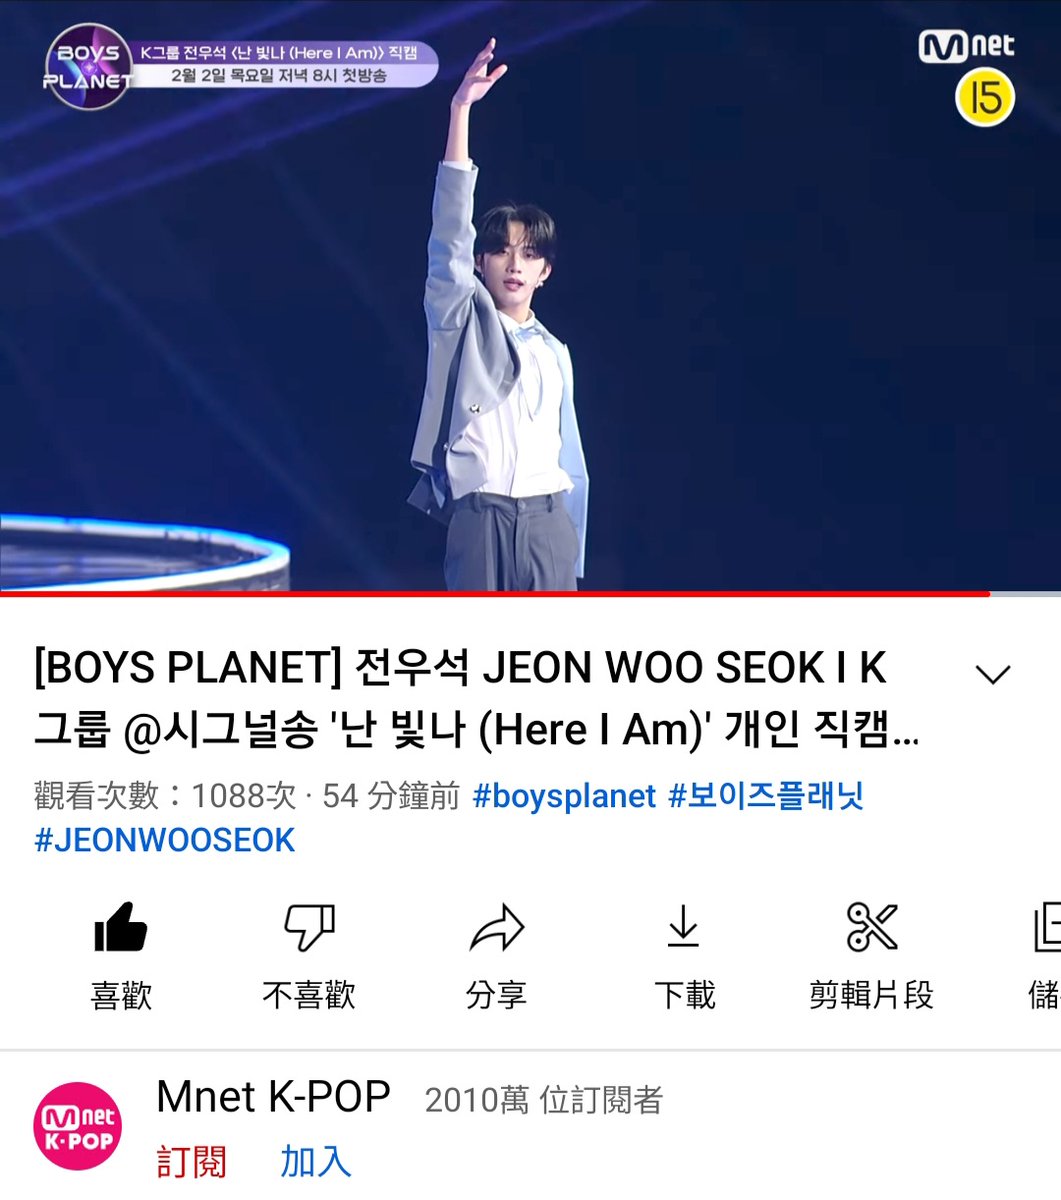 BOYS
PLANET
K그룹 전우석 <난 빛나 (Here I Am)> 직캠
2월 2일 목요일 저녁 8시 첫방송
Mnet
15
[BOYS PLANET] 전우석 JEON WOO SEOK I K
그룹 @시그널송 '난 빛나 (Here I Am)' 개인 직캠...
觀看次數：1088次 · 54 分鐘前 #boysplanet #보이즈플래닛
#JEONWOOSEOK
喜歡 不喜歡 分享 下載 剪輯片段 儲
Mnet K-POP 2010萬 位訂閱者
Mnet
K-POP
訂閱 加入